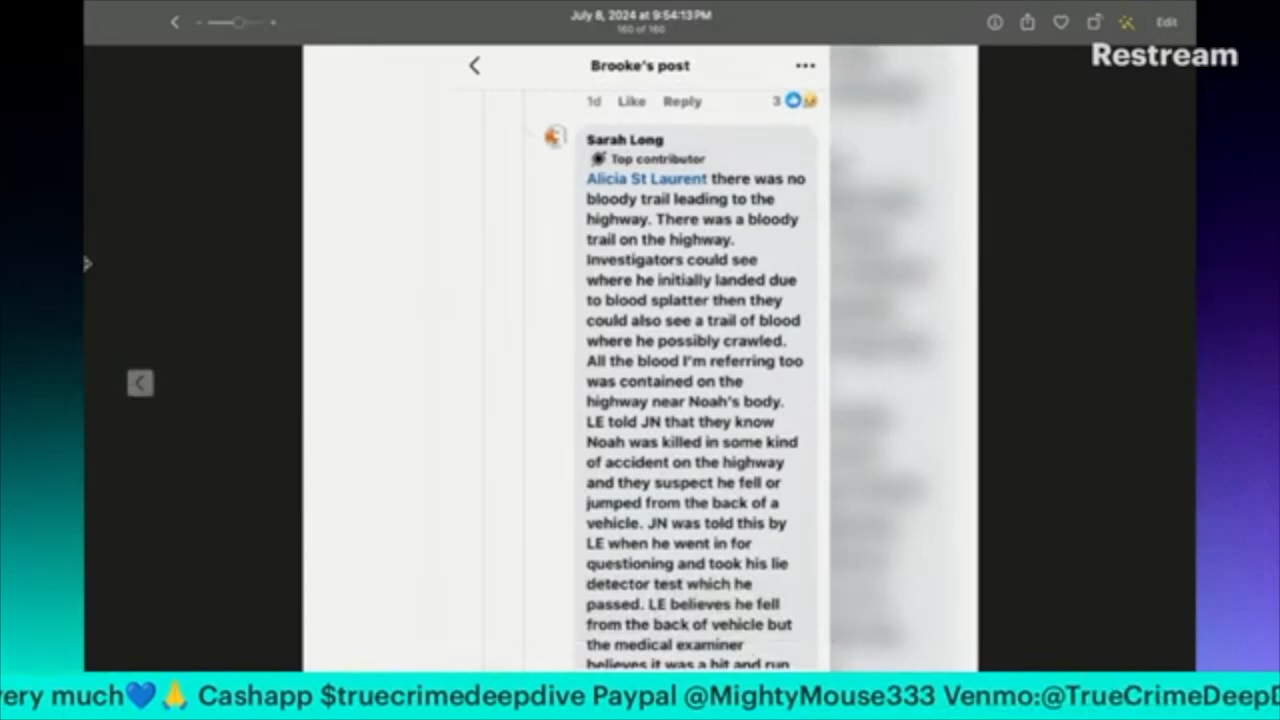 July 8, 2024 at 9:54:13 PM
160 of 160
Edit
Restream
Brooke's post
1d Like Reply 3
Sarah Long
Top contributor
Alicia St Laurent there was no
bloody trail leading to the
highway. There was a bloody
trail on the highway.
Investigators could see
where he initially landed due
to blood splatter then they
could also see a trail of blood
where he possibly crawled.
All the blood I'm referring too
was contained on the
highway near Noah's body.
LE told JN that they know
Noah was killed in some kind
of accident on the highway
and they suspect he fell or
jumped from the back of a
vehicle. JN was told this by
LE when he went in for
questioning and took his lie
detector test which he
passed. LE believes he fell
from the back of vehicle but
the medical examiner
believes it was a hit and run
very much💙🙏 Cashapp $truecrimedeepdive Paypal @MightyMouse333 Venmo:@TrueCrimeDeepD